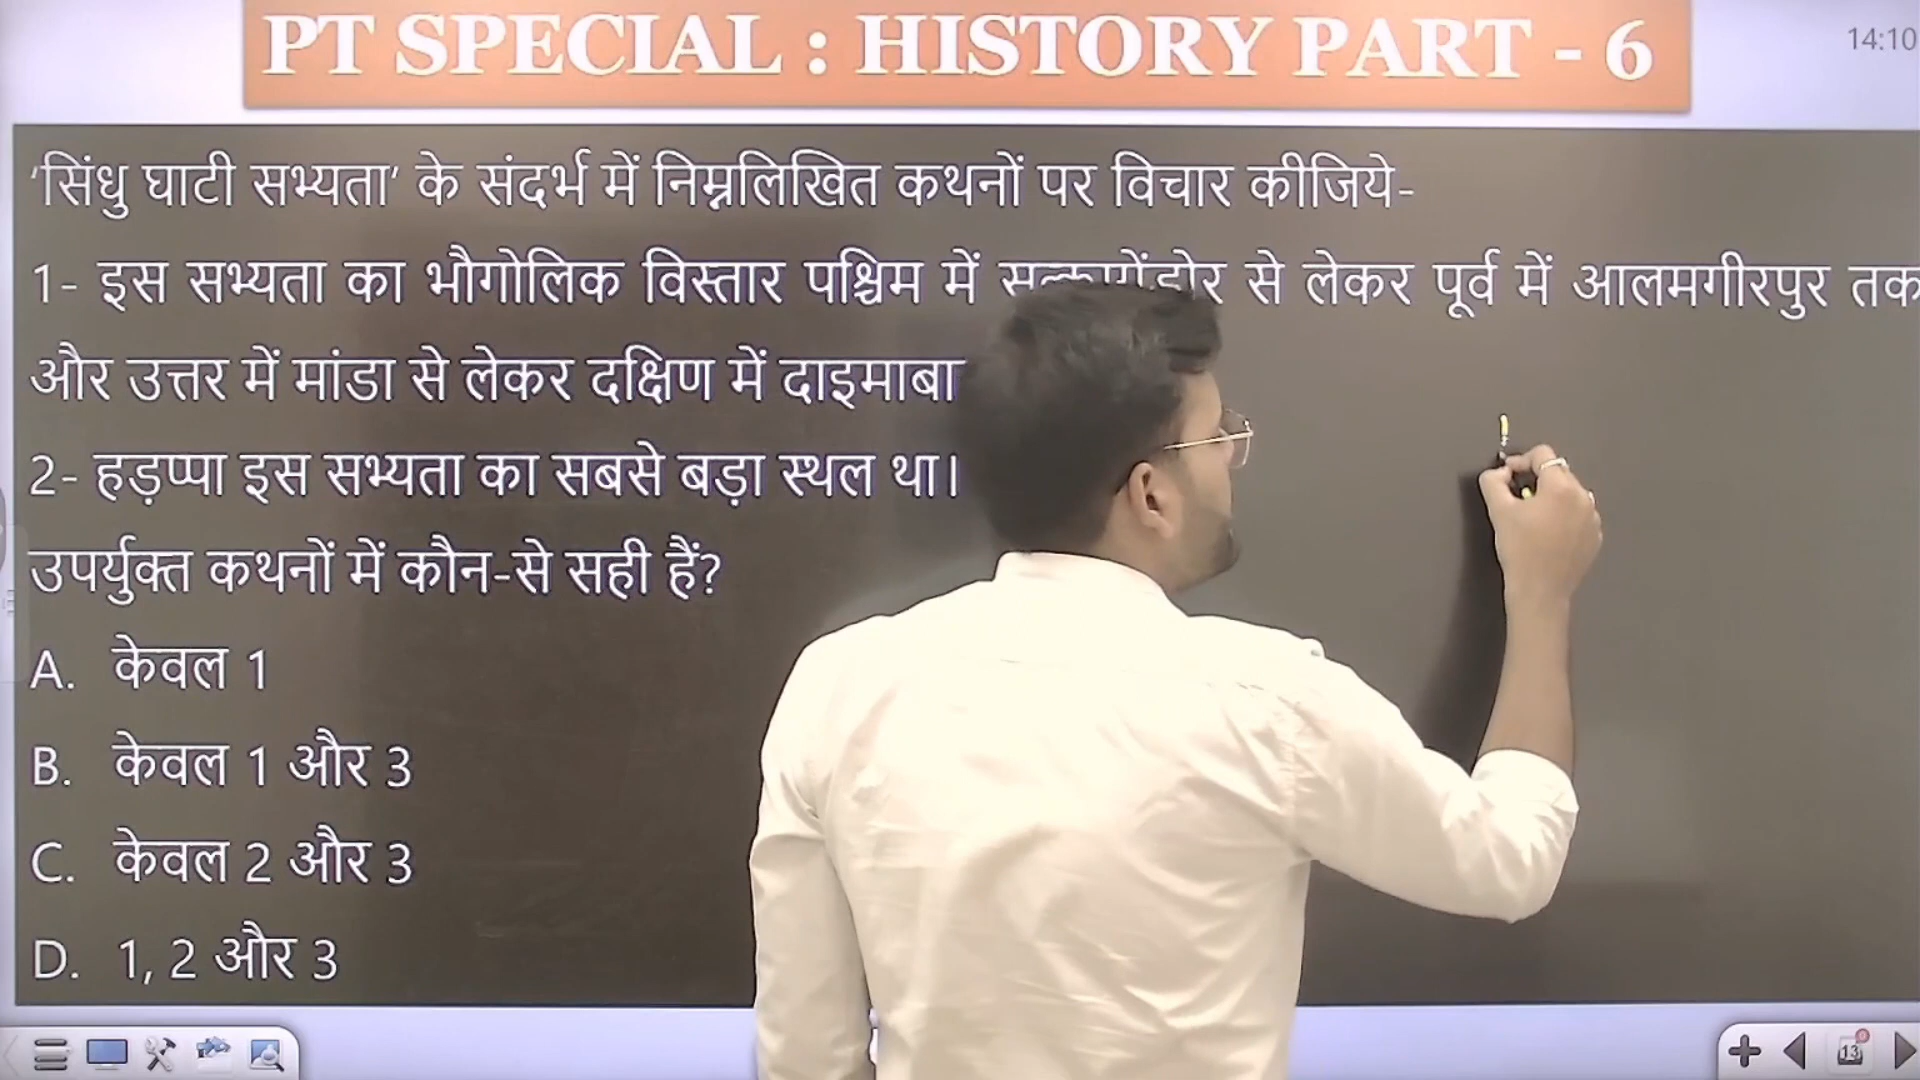 PT SPECIAL : HISTORY PART - 6
14:10
'सिंधु घाटी सभ्यता' के संदर्भ में निम्नलिखित कथनों पर विचार कीजिये-
1- इस सभ्यता का भौगोलिक विस्तार पश्चिम में से लेकर पूर्व में आलमगीरपुर तक
और उत्तर में मांडा से लेकर दक्षिण में
2- हड़प्पा इस सभ्यता का सबसे बड़ा स्थल था।
उपर्युक्त कथनों में कौन-से सही हैं?
A. केवल 1
B. केवल 1 और 3
C. केवल 2 और 3
D. 1, 2 और 3
13